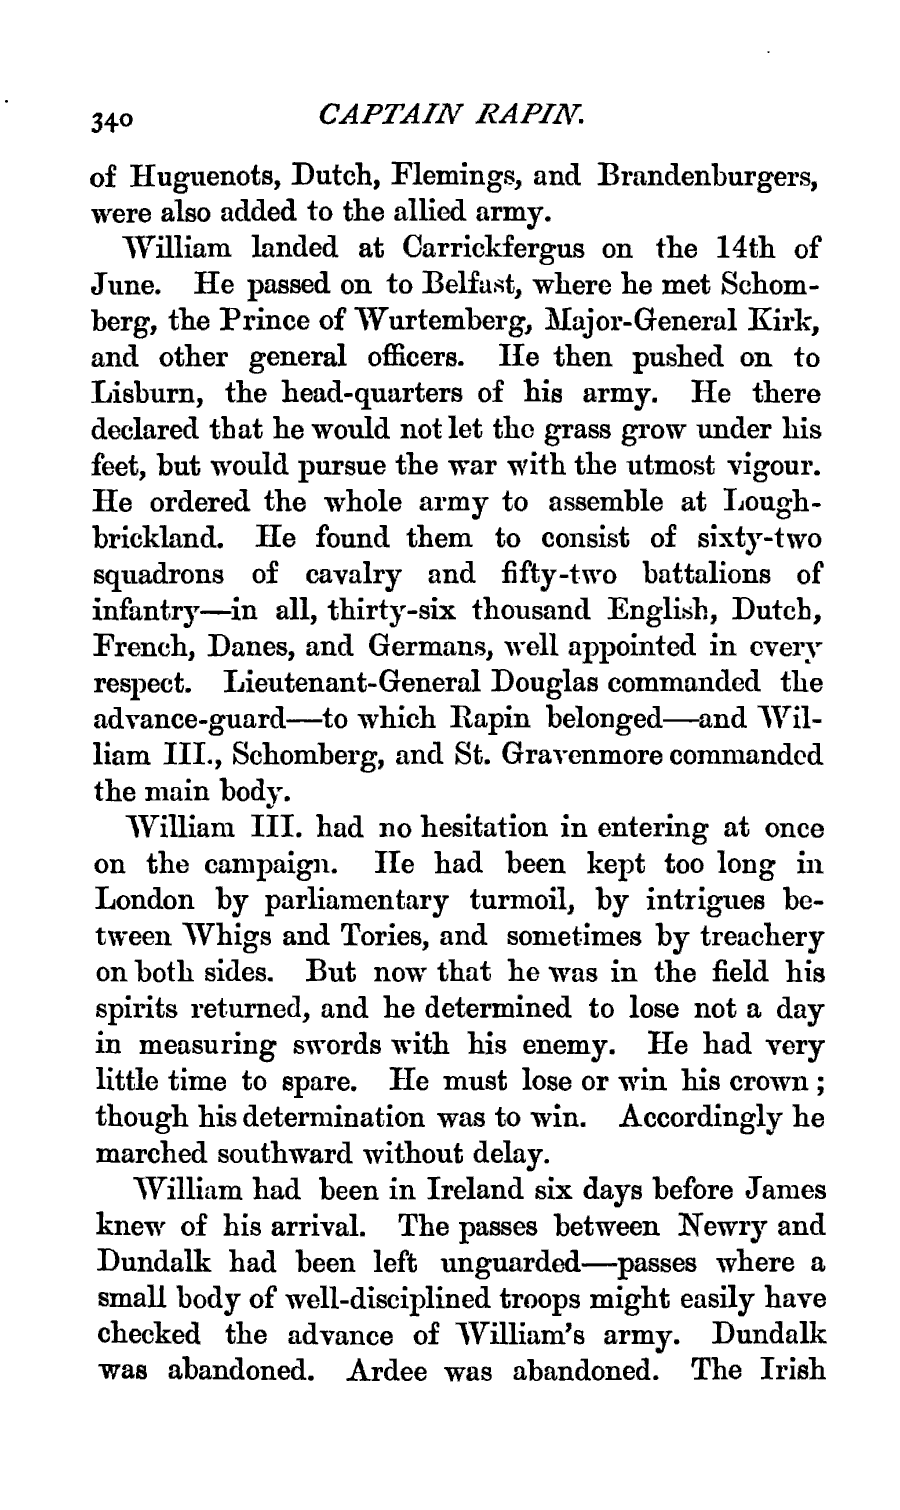 340 CAPTAIN RAPIN.
of Huguenots, Dutch, Flemings, and Brandenburgers,
were also added to the allied army.
William landed at Carrickfergus on the 14th of
June. He passed on to Belfast, where he met Schom-
berg, the Prince of Wurtemberg, Major-General Kirk,
and other general officers. He then pushed on to
Lisburn, the head-quarters of his army. He there
declared that he would not let the grass grow under his
feet, but would pursue the war with the utmost vigour.
He ordered the whole army to assemble at Lough-
brickland. He found them to consist of sixty-two
squadrons of cavalry and fifty-two battalions of
infantry—in all, thirty-six thousand English, Dutch,
French, Danes, and Germans, well appointed in every
respect. Lieutenant-General Douglas commanded the
advance-guard—to which Rapin belonged—and Wil-
liam III., Schomberg, and St. Gravenmore commanded
the main body.
William III. had no hesitation in entering at once
on the campaign. He had been kept too long in
London by parliamentary turmoil, by intrigues be-
tween Whigs and Tories, and sometimes by treachery
on both sides. But now that he was in the field his
spirits returned, and he determined to lose not a day
in measuring swords with his enemy. He had very
little time to spare. He must lose or win his crown;
though his determination was to win. Accordingly he
marched southward without delay.
William had been in Ireland six days before James
knew of his arrival. The passes between Newry and
Dundalk had been left unguarded—passes where a
small body of well-disciplined troops might easily have
checked the advance of William's army. Dundalk
was abandoned. Ardee was abandoned. The Irish